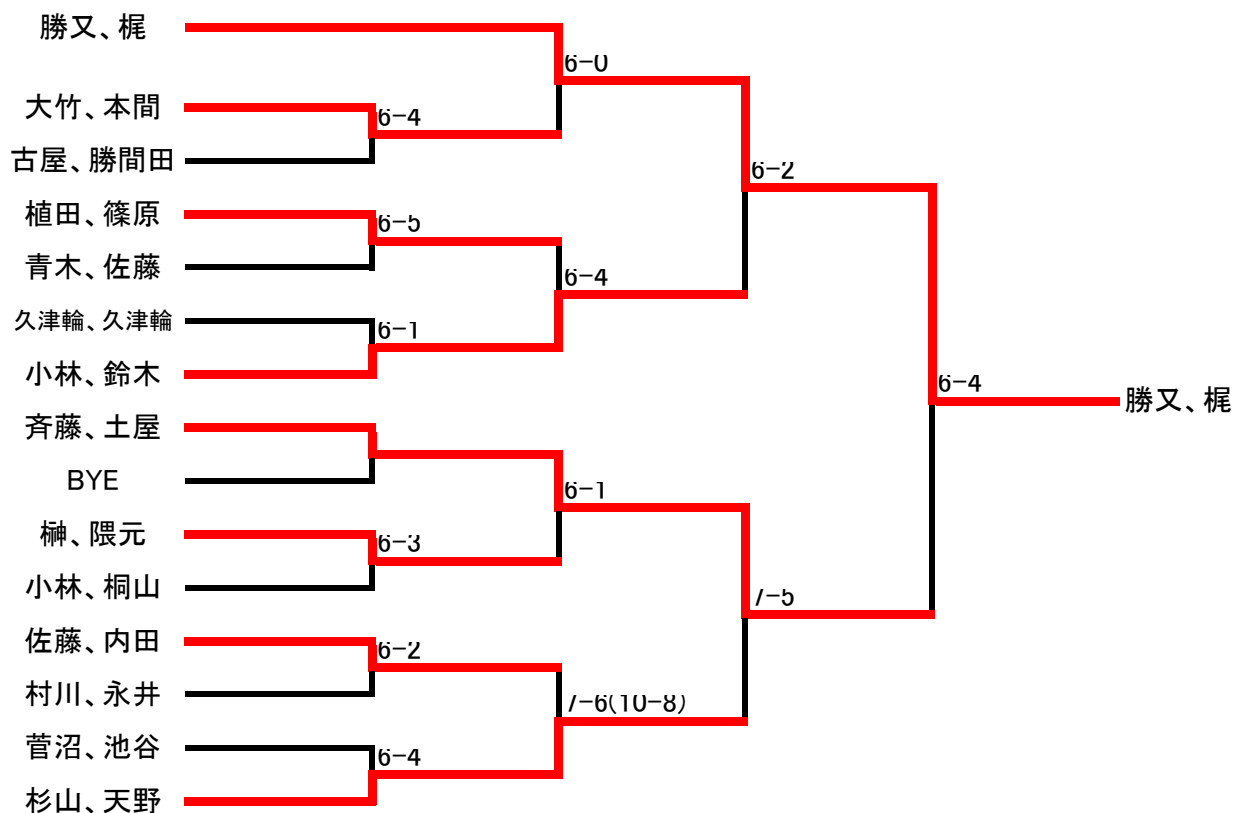 勝又、梶
6-0
大竹、本間
6-4
古屋、勝間田
6-2
植田、篠原
6-5
青木、佐藤
6-4
久津輪、久津輪
6-1
小林、鈴木
6-4
勝又、梶
斉藤、土屋
BYE
6-1
榊、隈元
6-3
小林、桐山
7-5
佐藤、内田
6-2
村川、永井
7-6(10-8)
菅沼、池谷
6-4
杉山、天野